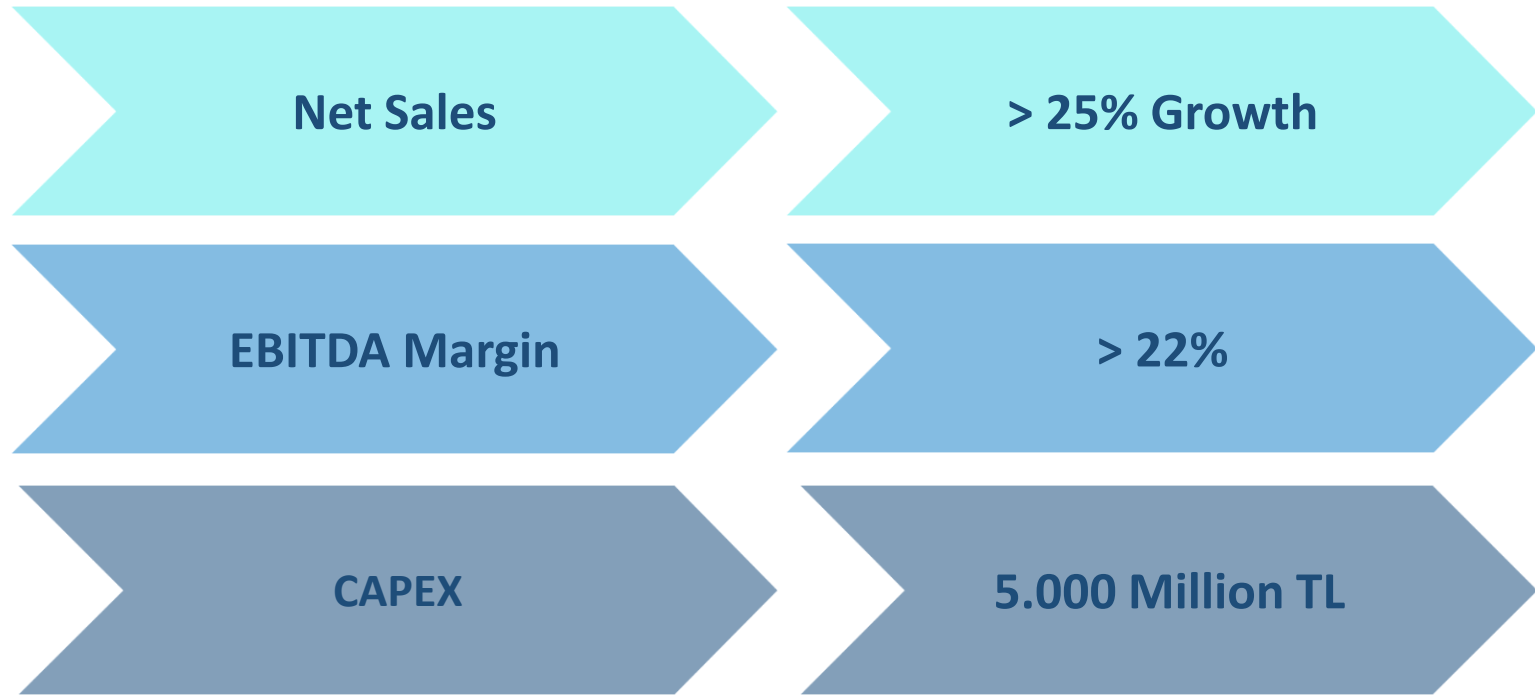 Net Sales
> 25% Growth
EBITDA Margin
> 22%
CAPEX
5.000 Million TL